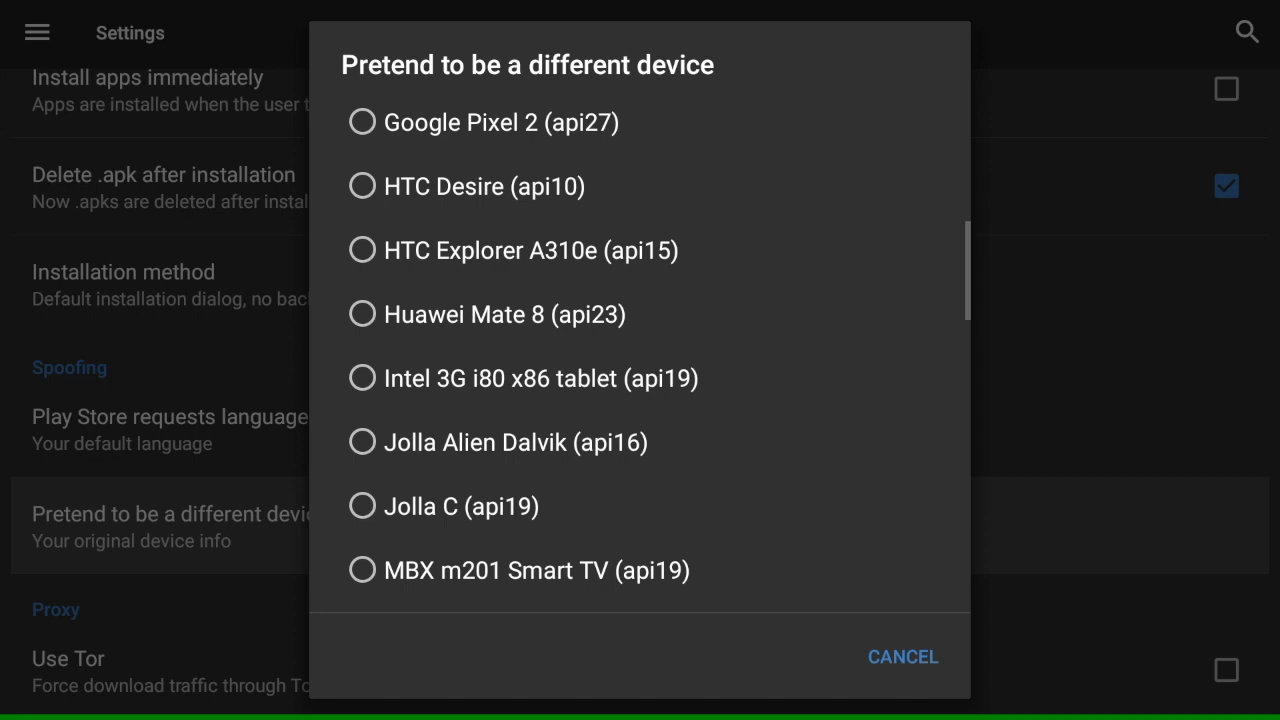 Settings
Install apps immediately
Apps are installed when the user
Delete .apk after installation
Now .apks are deleted after
Installation method
Default installation dialog, no
Spoofing
Play Store requests language
Your default language
Pretend to be a different
Your original device info
Proxy
Use Tor
Force download traffic through
Pretend to be a different device
Google Pixel 2 (api27)
HTC Desire (api10)
HTC Explorer A310e (api15)
Huawei Mate 8 (api23)
Intel 3G i80 x86 tablet (api19)
Jolla Alien Dalvik (api16)
Jolla C (api19)
MBX m201 Smart TV (api19)
CANCEL